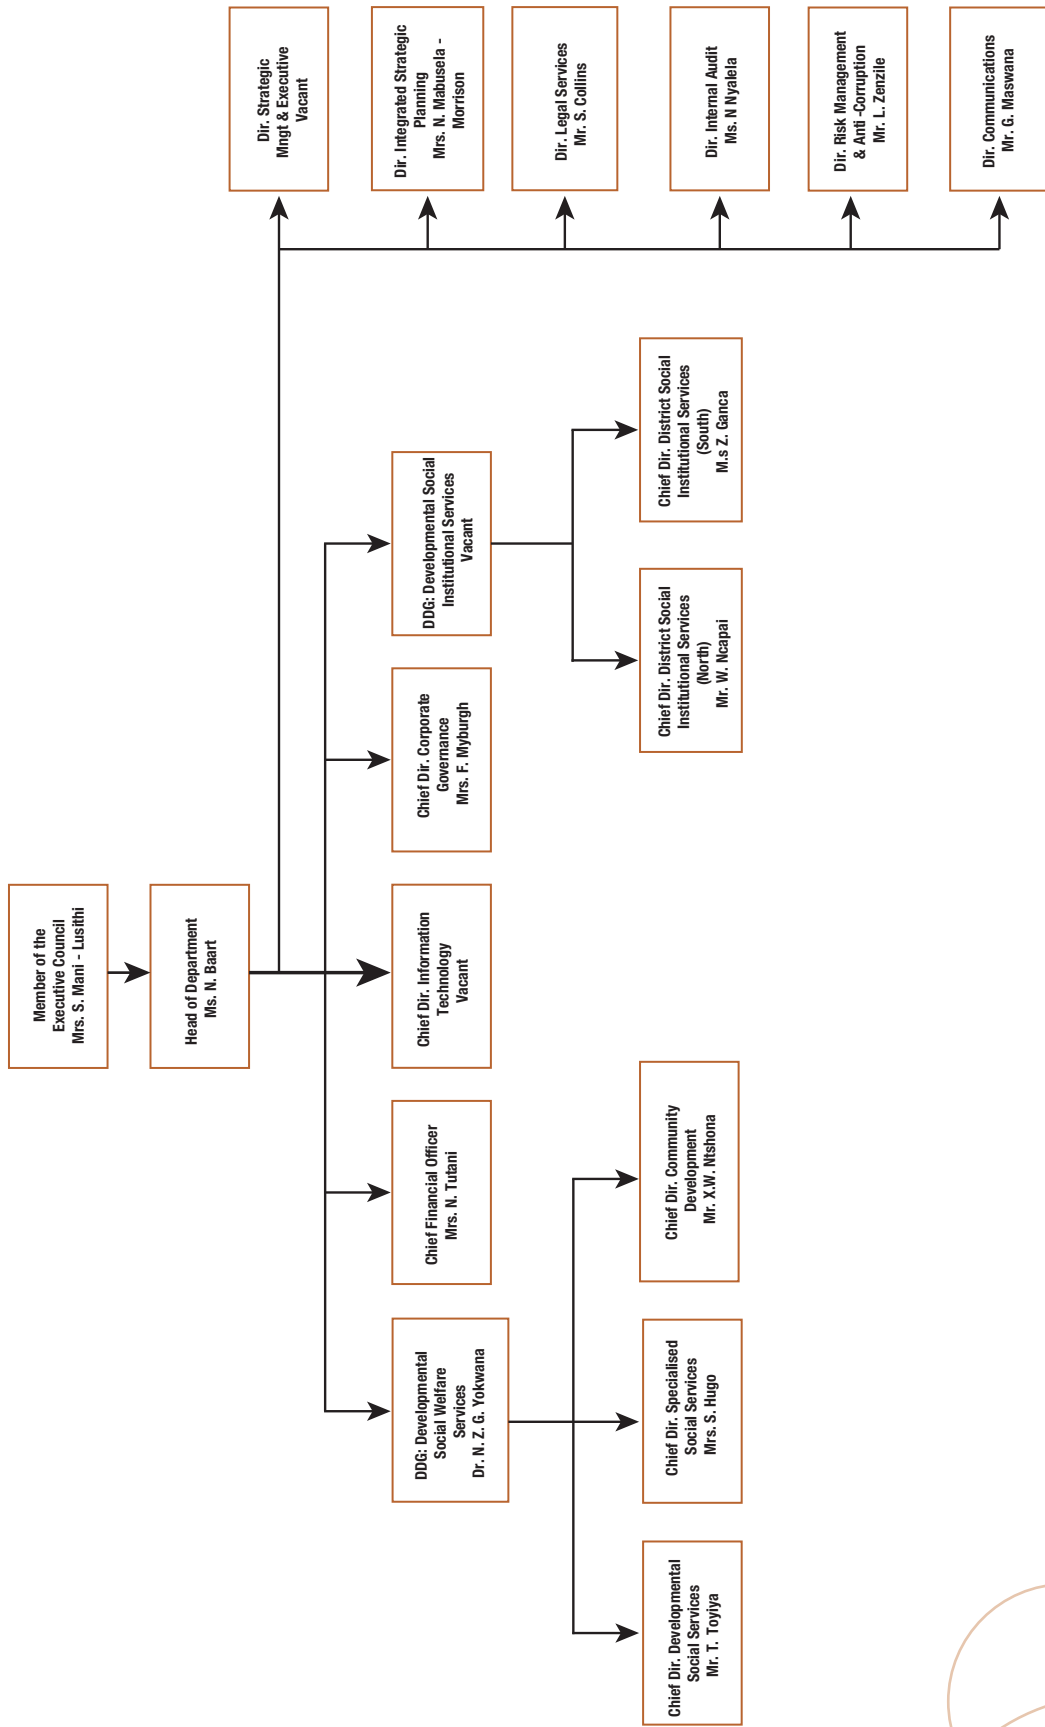 Member of the
Executive Council
Mrs. S. Mani - Lusithi
Head of Department
Ms. N. Baart
Dir. Strategic
Mngt & Executive
Vacant
Dir. Integrated Strategic
Planning
Mrs. N. Mabusela -
Morrison
Dir. Legal Services
Mr. S. Collins
Dir. Internal Audit
Ms. N Nyalela
Dir. Risk Management
& Anti -Corruption
Mr. L. Zenzile
Dir. Communications
Mr. G. Maswana
DDG: Developmental
Social Welfare
Services
Dr. N. Z. G. Yokwana
Chief Financial Officer
Mrs. N. Tutani
Chief Dir. Information
Technology
Vacant
Chief Dir. Corporate
Governance
Mrs. F. Myburgh
DDG: Developmental Social
Institutional Services
Vacant
Chief Dir. Developmental
Social Services
Mr. T. Toyiya
Chief Dir. Specialised
Social Services
Mrs. S. Hugo
Chief Dir. Community
Development
Mr. X.W. Ntshona
Chief Dir. District Social
Institutional Services
(North)
Mr. W. Ncapai
Chief Dir. District Social
Institutional Services
(South)
M.s Z. Ganca